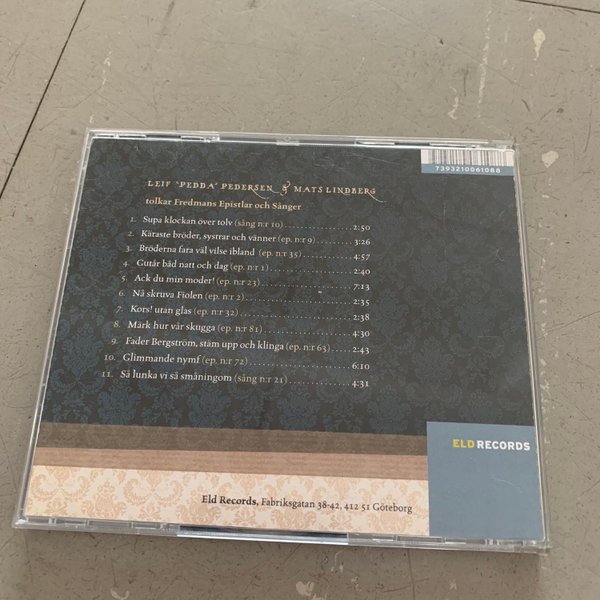 7393210061088
LEIF "PEDDA" PEDERSEN & MATS LINDBERG
tolkar Fredmans Epistlar och Sånger
1. Supa klockan över tolv (sång n:r 10) 2:50
2. Käraste bröder, systrar och vänner (ep. n:r 9) 3:26
3. Bröderna fara väl vilse ibland (ep. n:r 35) 4:57
4. Gutår båd natt och dag (ep. n:r 1) 2:40
5. Ack du min moder! (ep. n:r 23) 7:13
6. Nå skruva Fiolen (ep. n:r 2) 2:35
7. Kors! utan glas (ep. n:r 32) 2:38
8. Märk hur vår skugga (ep. n:r 81) 4:30
9. Fader Bergström, stäm upp och klinga (ep. n:r 63) 2:43
10. Glimmande nymf (ep. n:r 72) 6:10
11. Så lunka vi så småningom (sång n:r 21) 4:31
ELD RECORDS
Eld Records, Fabriksgatan 38-42, 412 51 Göteborg